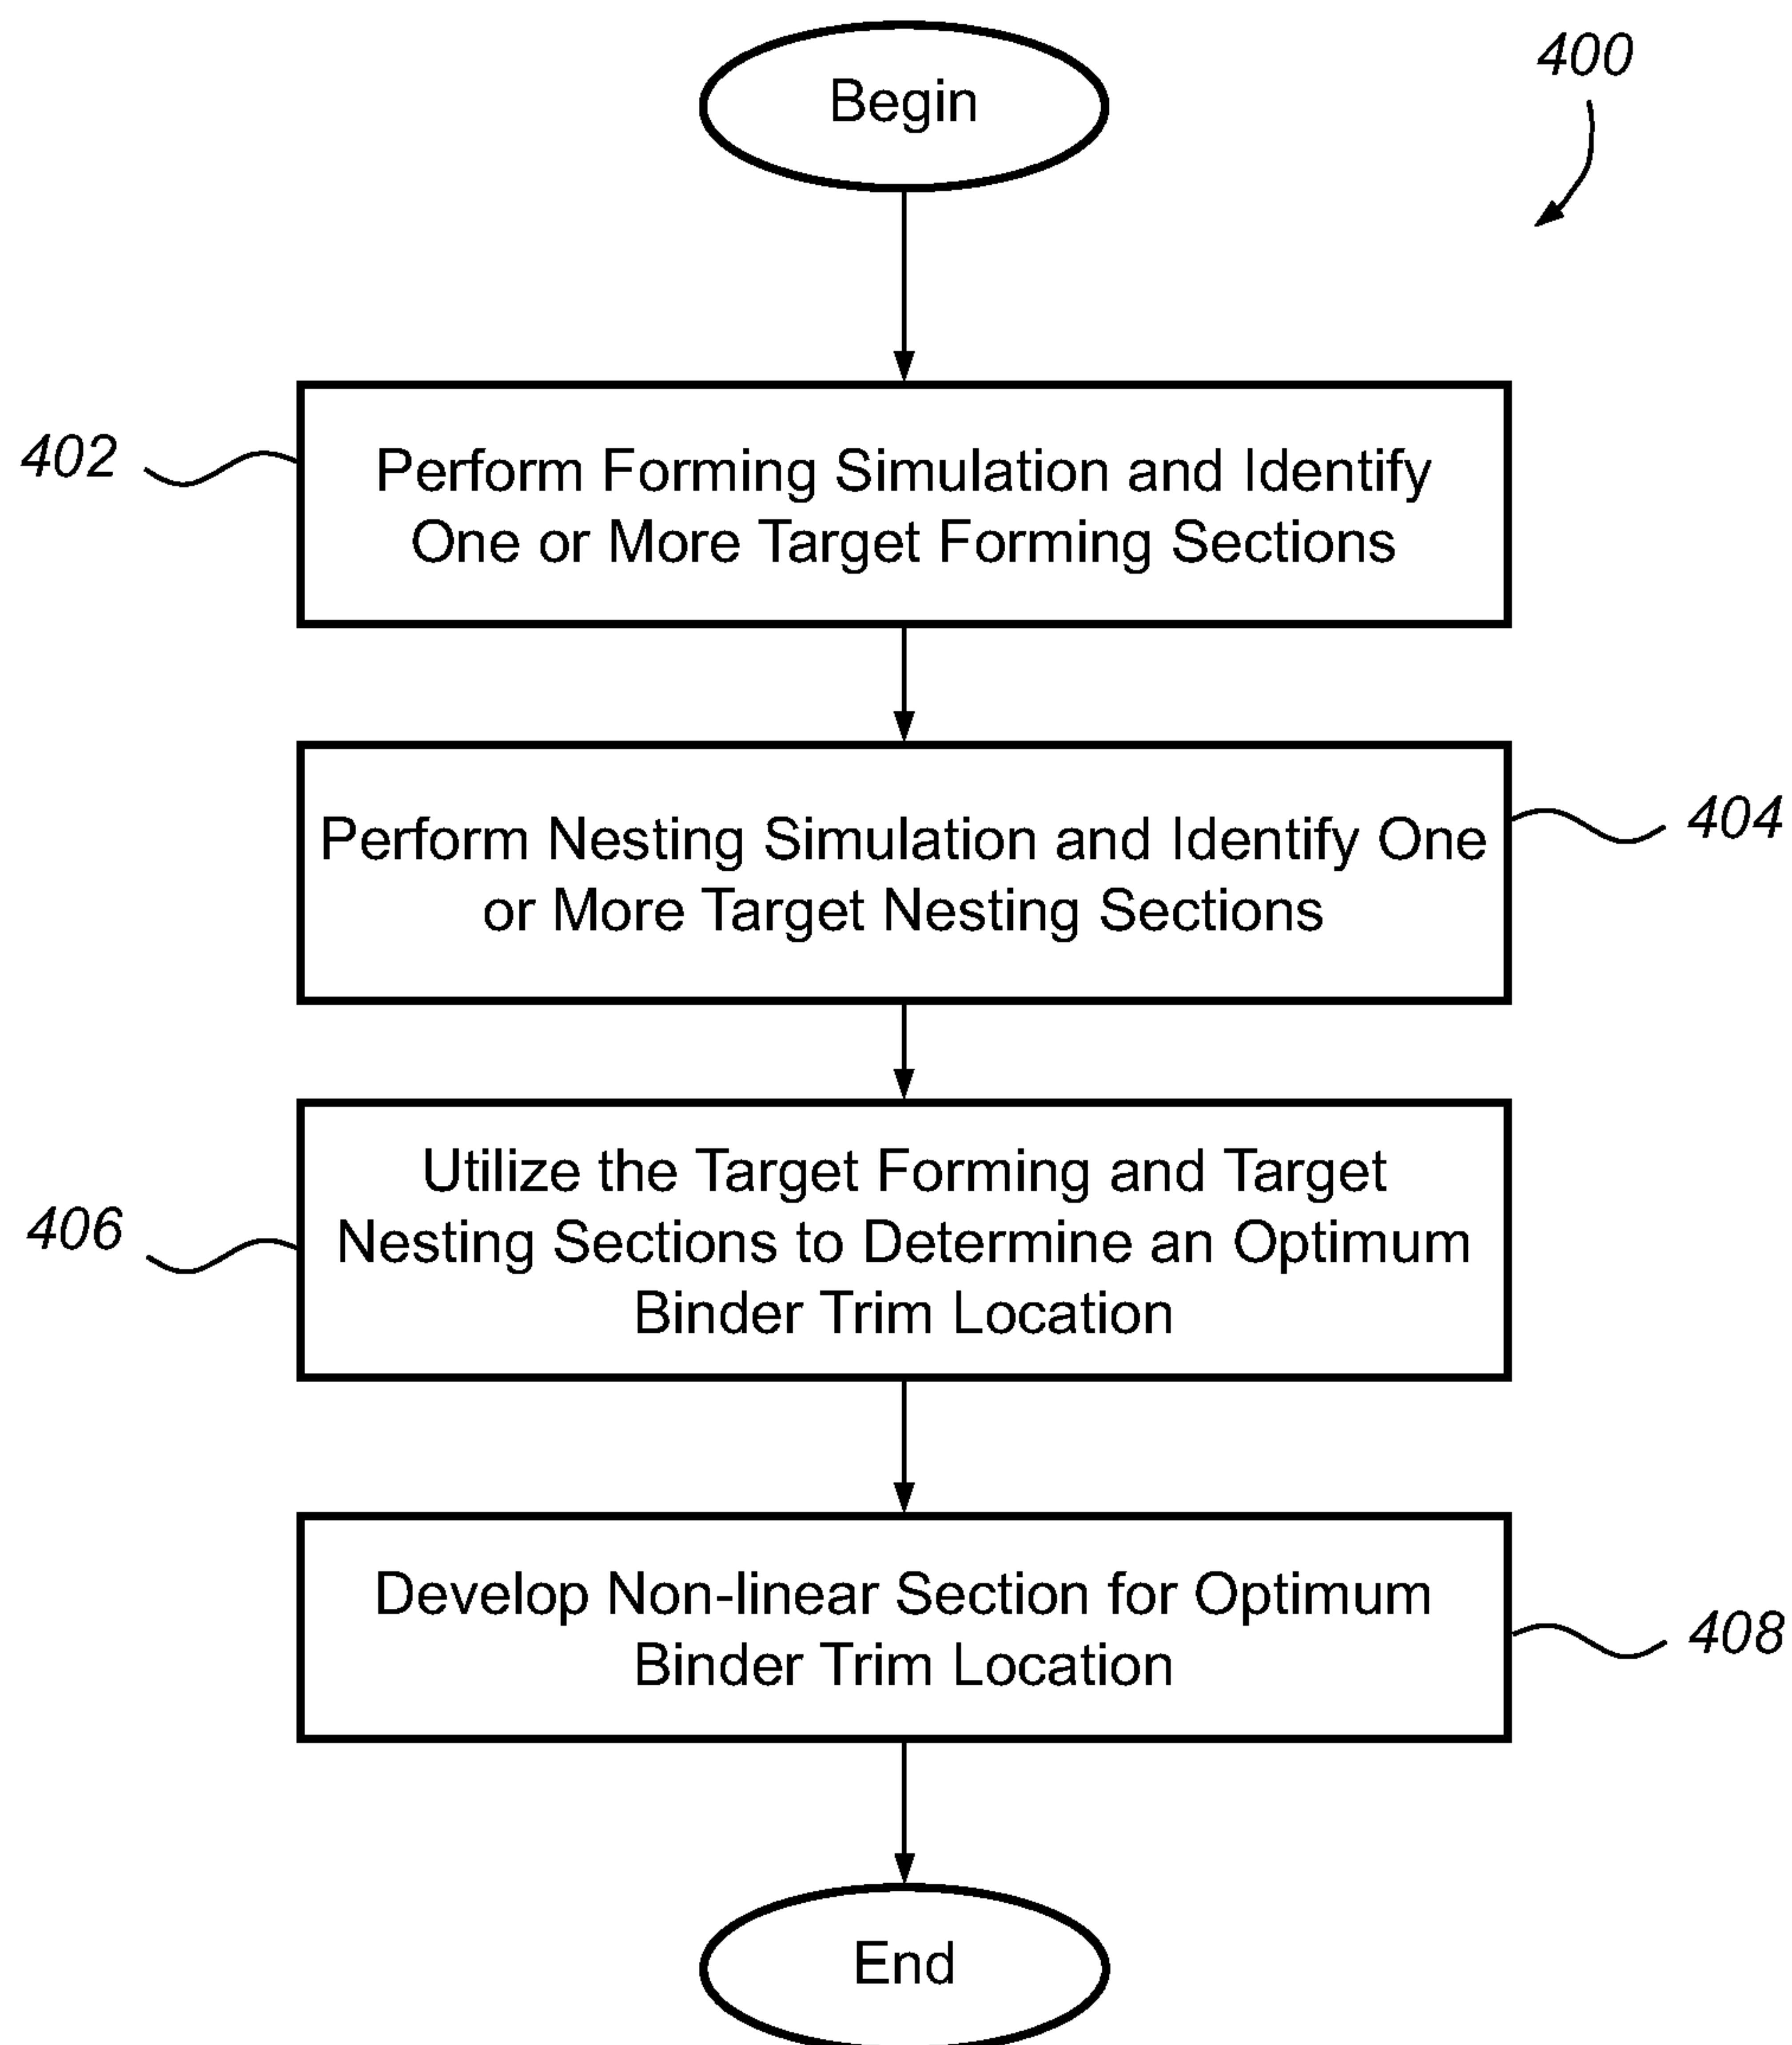 Begin
400
402
Perform Forming Simulation and Identify
One or More Target Forming Sections
Perform Nesting Simulation and Identify One
or More Target Nesting Sections
404
Utilize the Target Forming and Target
Nesting Sections to Determine an Optimum
Binder Trim Location
406
Develop Non-linear Section for Optimum
Binder Trim Location
408
End